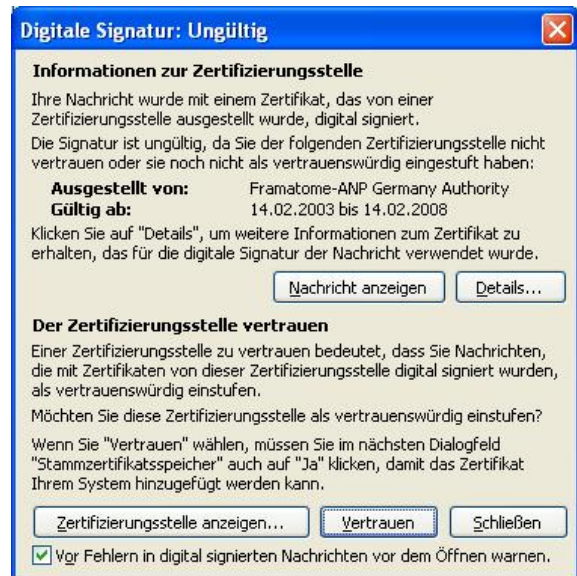 Digitale Signatur: Ungültig
Informationen zur Zertifizierungsstelle
Ihre Nachricht wurde mit einem Zertifikat, das von einer
Zertifizierungsstelle ausgestellt wurde, digital signiert.
Die Signatur ist ungültig, da Sie der folgenden Zertifizierungsstelle nicht
vertrauen oder sie noch nicht als vertrauenswürdig eingestuft haben:
Ausgestellt von: Framatome-ANP Germany Authority
Gültig ab: 14.02.2003 bis 14.02.2008
Klicken Sie auf "Details", um weitere Informationen zum Zertifikat zu
erhalten, das für die digitale Signatur der Nachricht verwendet wurde.
Nachricht anzeigen Details...
Der Zertifizierungsstelle vertrauen
Einer Zertifizierungsstelle zu vertrauen bedeutet, dass Sie Nachrichten,
die mit Zertifikaten von dieser Zertifizierungsstelle digital signiert wurden,
als vertrauenswürdig einstufen.
Möchten Sie diese Zertifizierungsstelle als vertrauenswürdig einstufen?
Wenn Sie "Vertrauen" wählen, müssen Sie im nächsten Dialogfeld
"Stammzertifikatsspeicher" auch auf "Ja" klicken, damit das Zertifikat
Ihrem System hinzugefügt werden kann.
Zertifizierungsstelle anzeigen... Vertrauen Schließen
Vor Fehlern in digital signierten Nachrichten vor dem Öffnen warnen.